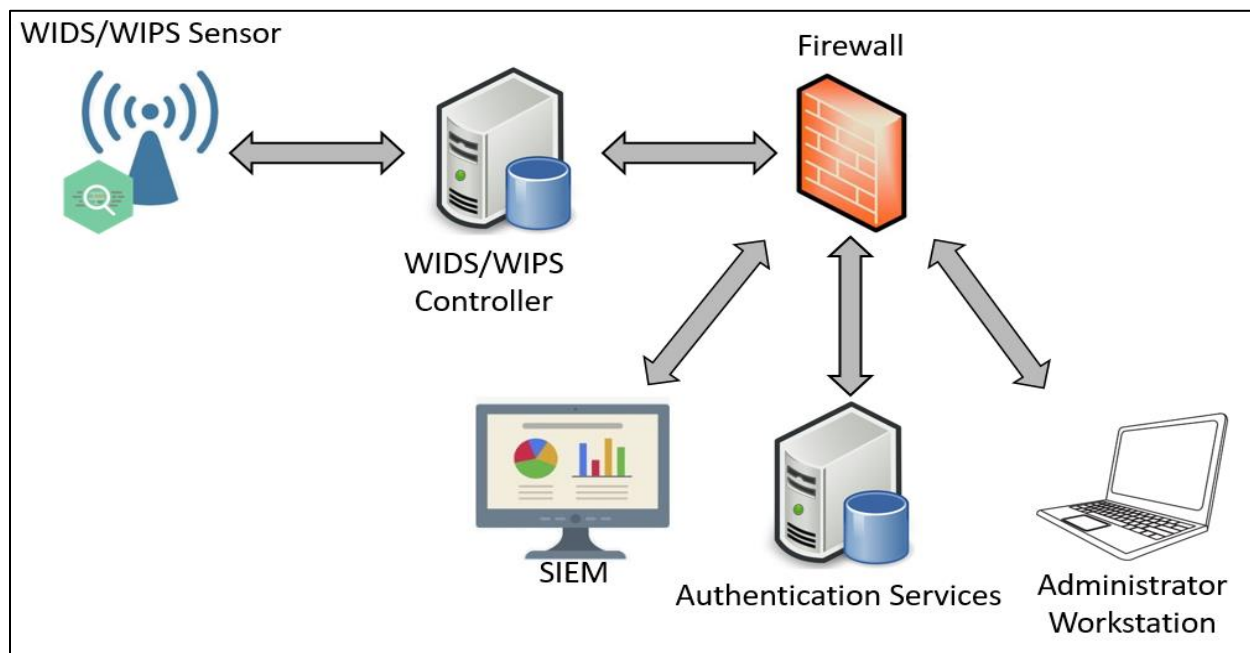 WIDS/WIPS Sensor
Firewall
WIDS/WIPS
Controller
SIEM
Authentication Services
Administrator
Workstation